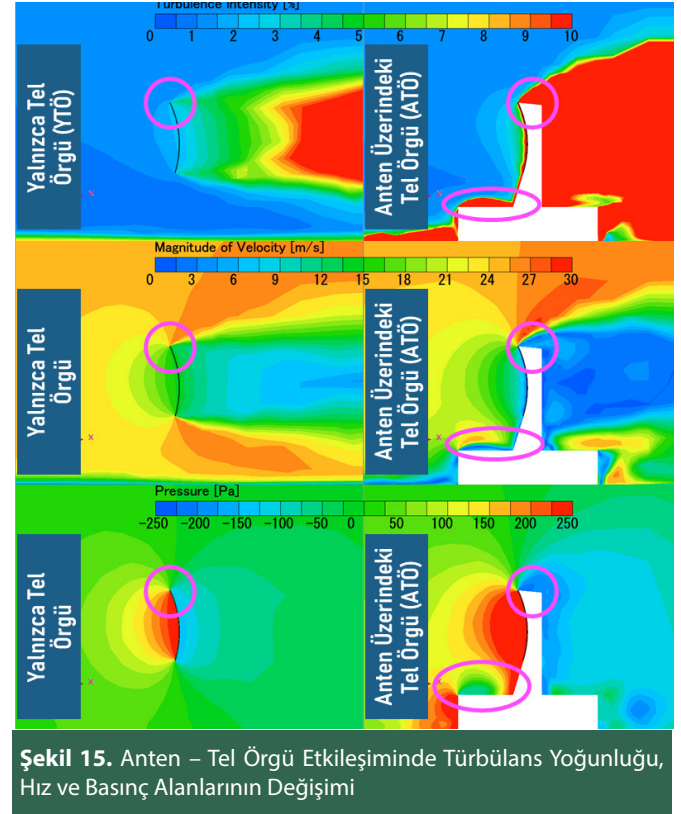 Turbulence Intensity [%]
0 1 2 3 4 5 6 7 8 9 10
Yalnızca Tel
Örgü (YTÖ)
Anten Üzerindeki
Tel Örgü (ATÖ)
x
Magnitude of Velocity [m/s]
0 3 6 9 12 15 18 21 24 27 30
Yalnızca Tel
Örgü
Anten Üzerindeki
Tel Örgü (ATÖ)
x
Pressure [Pa]
-250 -200 -150 -100 -50 0 50 100 150 200 250
Yalnızca Tel
Örgü
Anten Üzerindeki
Tel Örgü (ATÖ)
x
Şekil 15. Anten – Tel Örgü Etkileşiminde Türbülans Yoğunluğu,
Hız ve Basınç Alanlarının Değişimi